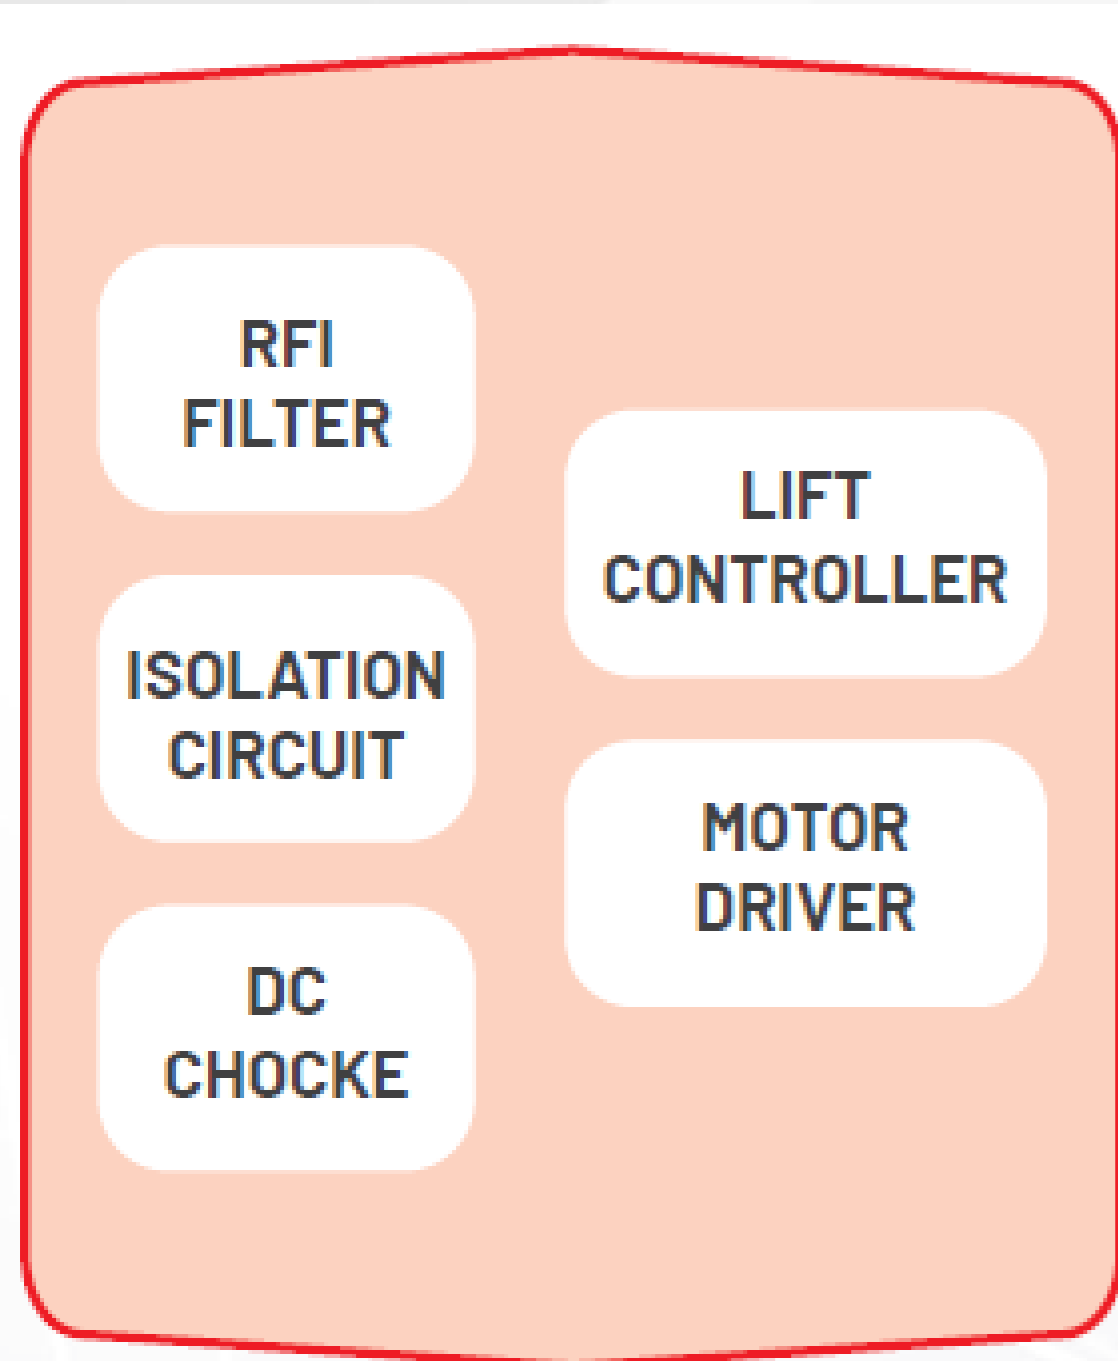 RFI
FILTER
ISOLATION
CIRCUIT
DC
CHOCKE
LIFT
CONTROLLER
MOTOR
DRIVER